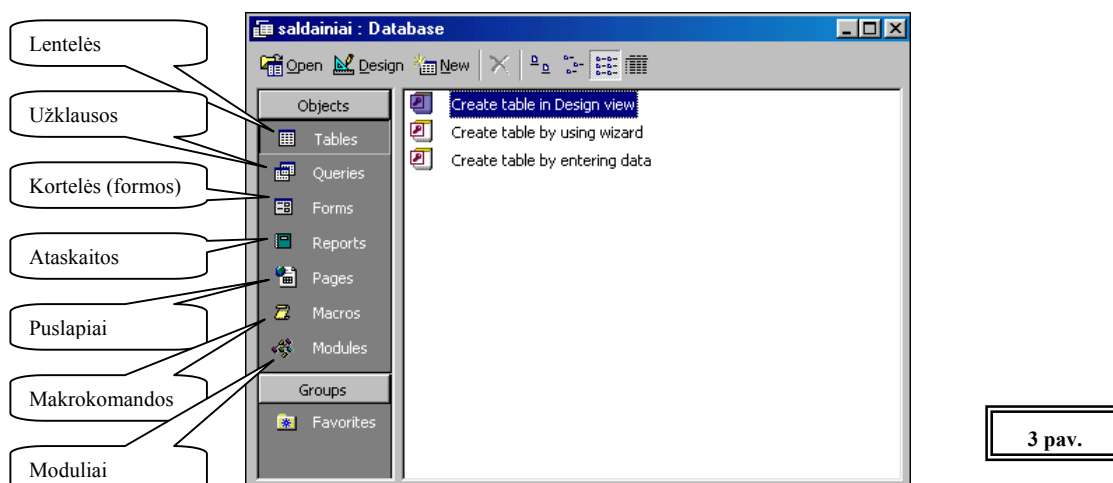 Lentelės
Užklausos
Kortelės (formos)
Ataskaitos
Puslapiai
Makrokomandos
Moduliai
saldainiai : Database
Open Design New
Objects
Tables
Queries
Forms
Reports
Pages
Macros
Modules
Groups
Favorites
Create table in Design view
Create table by using wizard
Create table by entering data
3 pav.